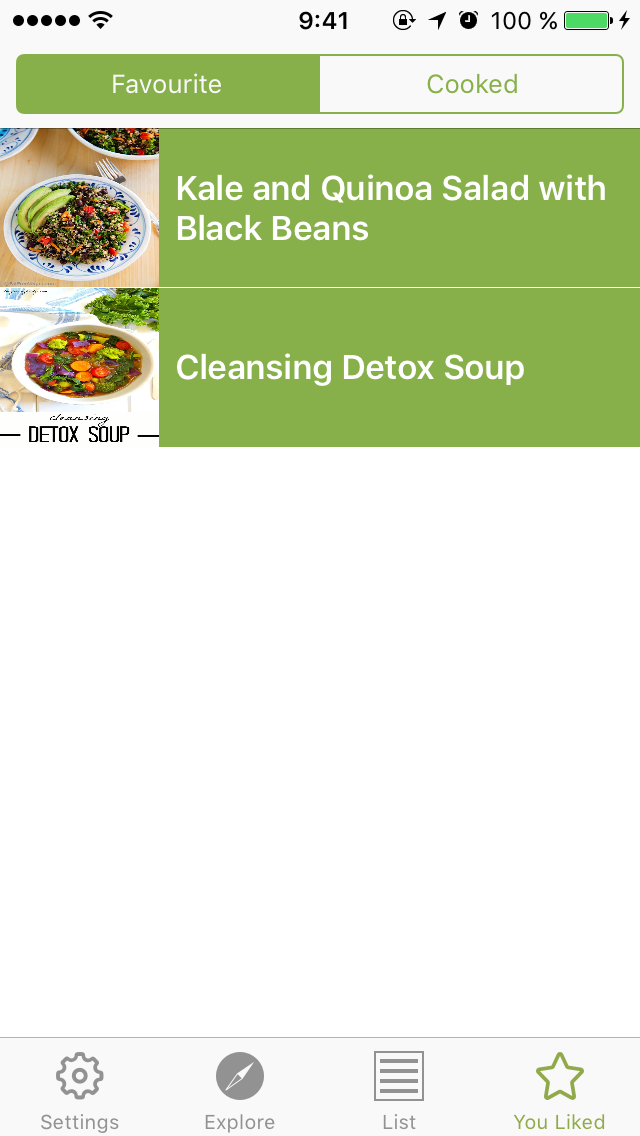 9:41
100 %
Favourite
Cooked
Kale and Quinoa Salad with
Black Beans
cleansing
DETOX SOUP
Cleansing Detox Soup
Settings
Explore
List
You Liked